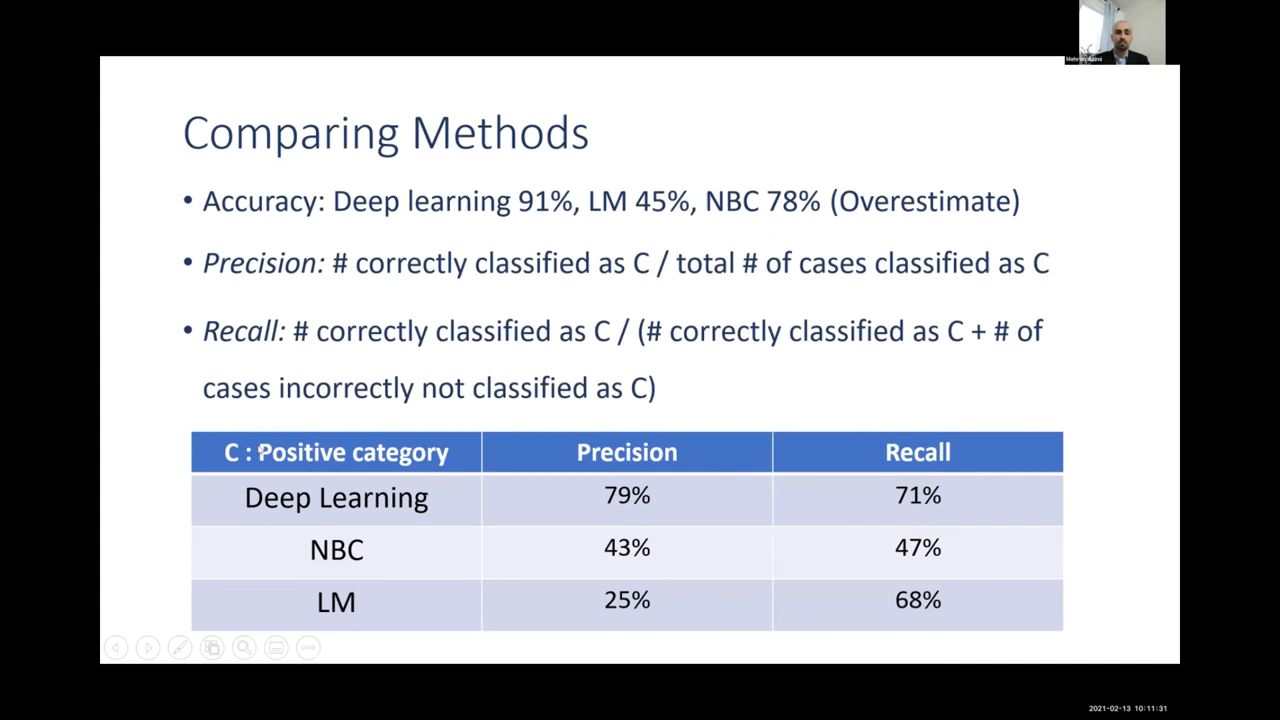 Mehran Azimi
Comparing Methods
• Accuracy: Deep learning 91%, LM 45%, NBC 78% (Overestimate)
• Precision: # correctly classified as C / total # of cases classified as C
• Recall: # correctly classified as C / (# correctly classified as C + # of
cases incorrectly not classified as C)
C : Positive category Precision Recall
Deep Learning 79% 71%
NBC 43% 47%
LM 25% 68%
2021-02-13 10:11:31